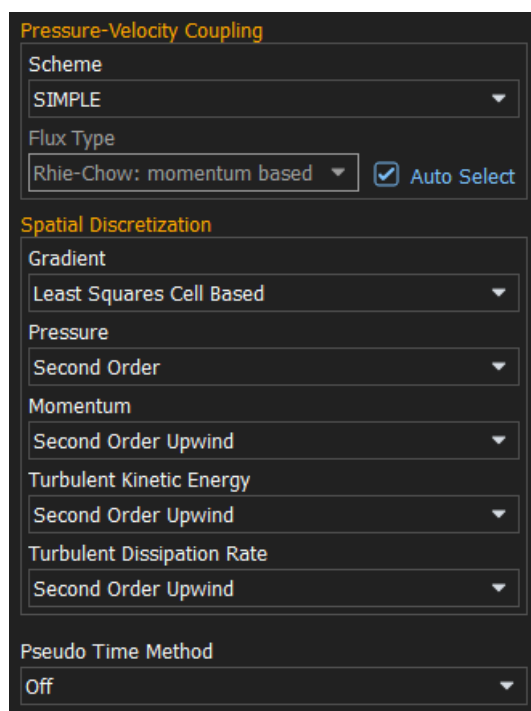 Pressure-Velocity Coupling
Scheme
SIMPLE
Flux Type
Rhie-Chow: momentum based
Auto Select
Spatial Discretization
Gradient
Least Squares Cell Based
Pressure
Second Order
Momentum
Second Order Upwind
Turbulent Kinetic Energy
Second Order Upwind
Turbulent Dissipation Rate
Second Order Upwind
Pseudo Time Method
Off